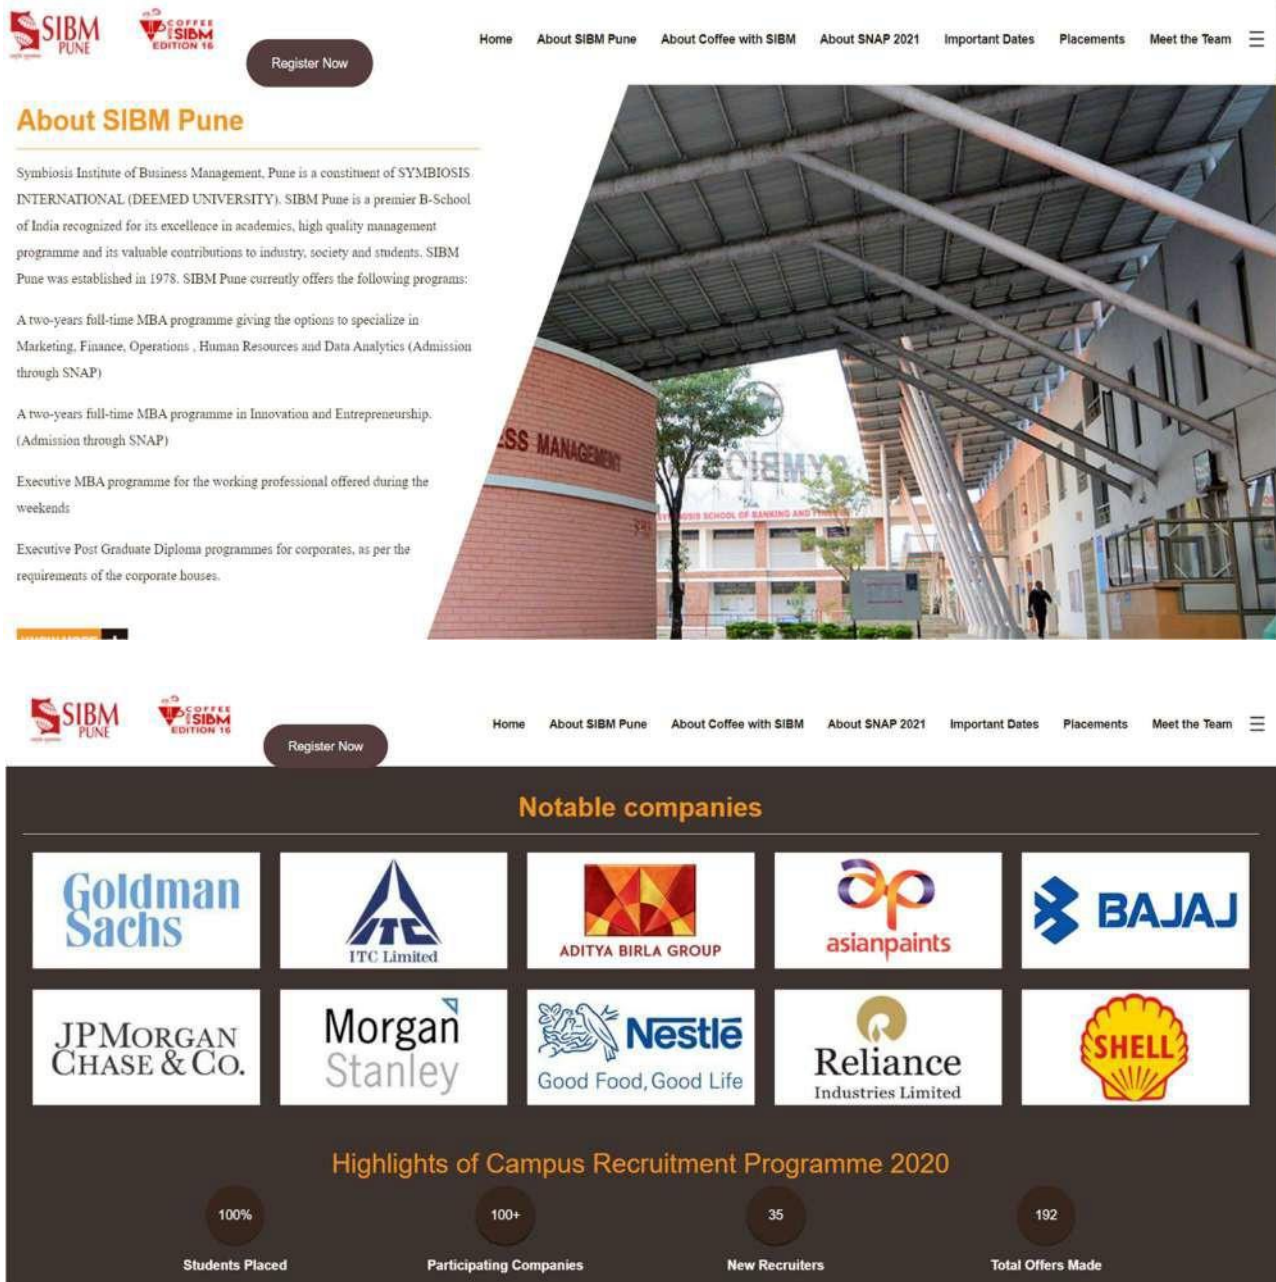 SIBM
PUNE
COFFEE
SIBM
EDITION 16
Register Now
Home About SIBM Pune About Coffee with SIBM About SNAP 2021 Important Dates Placements Meet the Team
About SIBM Pune
Symbiosis Institute of Business Management, Pune is a constituent of SYMBIOSIS
INTERNATIONAL (DEEMED UNIVERSITY). SIBM Pune is a premier B-School
of India recognized for its excellence in academics, high quality management
programme and its valuable contributions to industry, society and students. SIBM
Pune was established in 1978. SIBM Pune currently offers the following programs:
A two-years full-time MBA programme giving the options to specialize in
Marketing, Finance, Operations , Human Resources and Data Analytics (Admission
through SNAP)
A two-years full-time MBA programme in Innovation and Entrepreneurship.
(Admission through SNAP)
Executive MBA programme for the working professional offered during the
weekends
Executive Post Graduate Diploma programmes for corporates, as per the
requirements of the corporate houses.
ESS MANAGEMENT
SYMBIO
SYMBIOSIS SCHOOL OF BANKING AND
SIBM
PUNE
COFFEE
SIBM
EDITION 16
Register Now
Home About SIBM Pune About Coffee with SIBM About SNAP 2021 Important Dates Placements Meet the Team
Notable companies
Goldman
Sachs
ITC
ITC Limited
ADITYA BIRLA GROUP
ap
asianpaints
BAJAJ
JPMORGAN
CHASE & CO.
Morgan
Stanley
Nestlé
Good Food, Good Life
Reliance
Industries Limited
SHELL
Highlights of Campus Recruitment Programme 2020
100% 100+ 35 192
Students Placed Participating Companies New Recruiters Total Offers Made